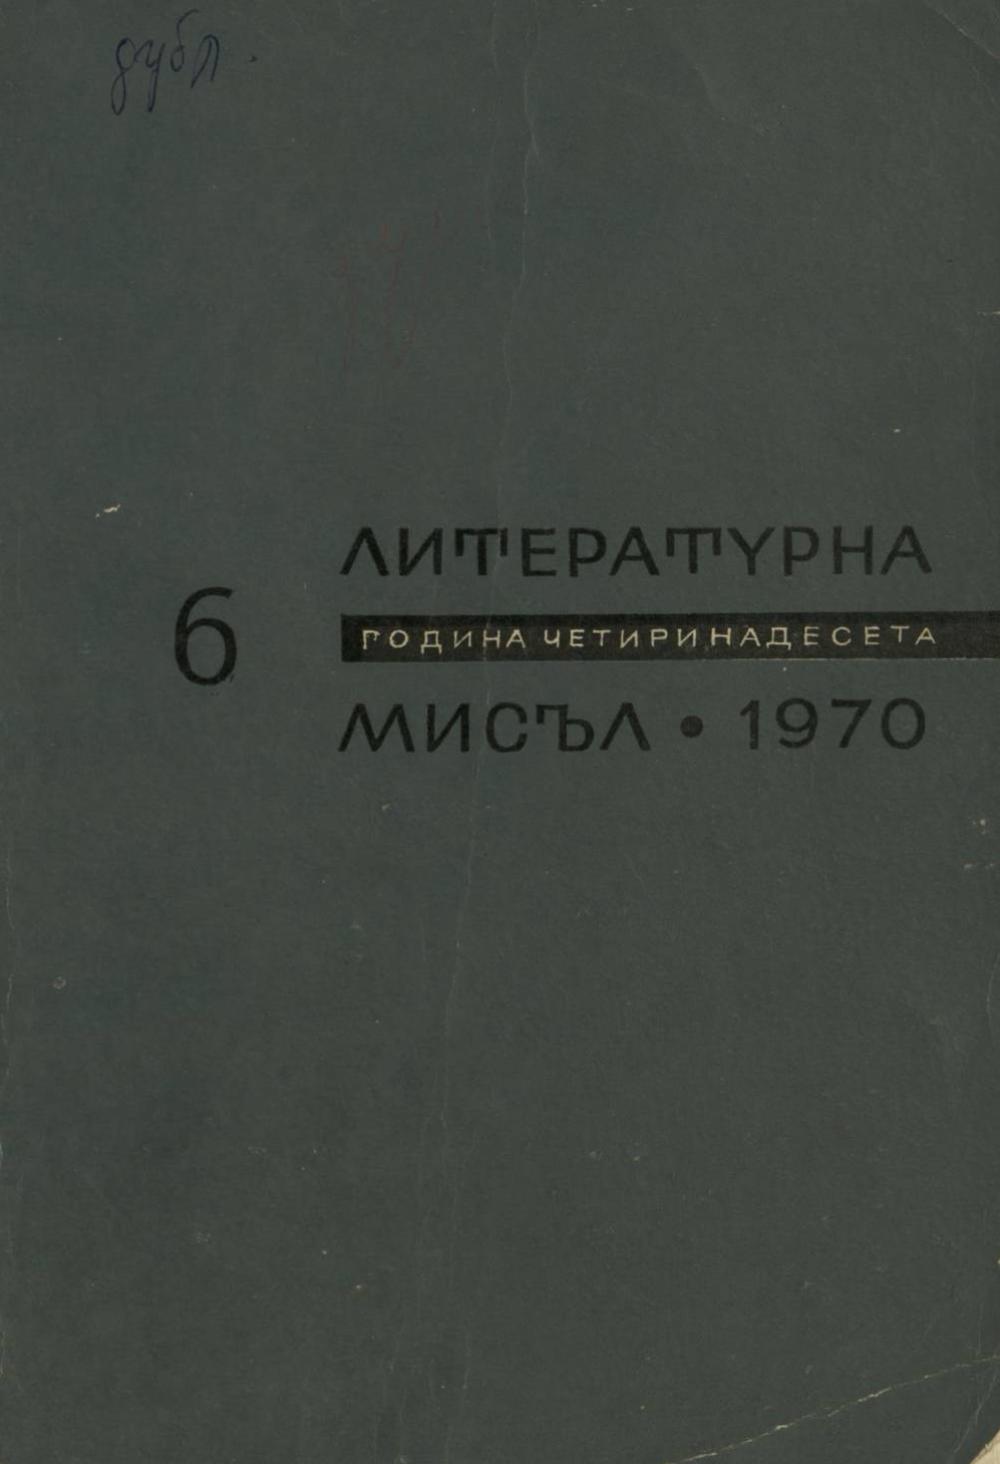 дубл.
ЛИТЕРАТУРНА
6
ГОДИНА ЧЕТИРИНАДЕСЕТА
МИСЪЛ • 1970